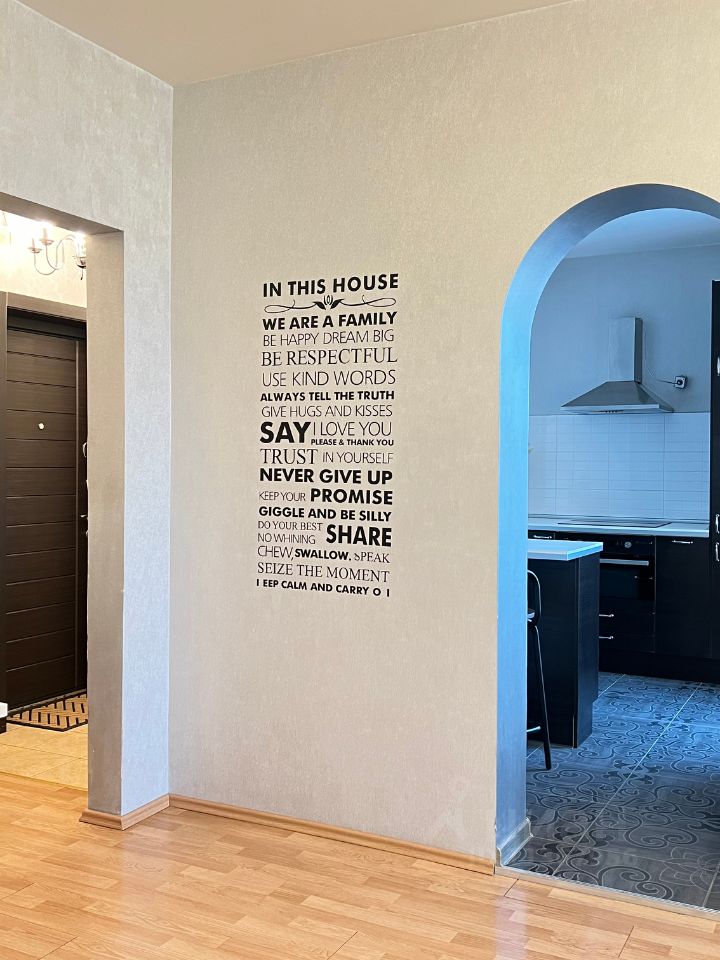 IN THIS HOUSE
WE ARE A FAMILY
BE HAPPY DREAM BIG
BE RESPECTFUL
USE KIND WORDS
ALWAYS TELL THE TRUTH
GIVE HUGS AND KISSES
SAY I LOVE YOU
PLEASE & THANK YOU
TRUST IN YOURSELF
NEVER GIVE UP
KEEP YOUR PROMISE
GIGGLE AND BE SILLY
DO YOUR BEST
NO WHINING SHARE
CHEW, SWALLOW, SPEAK
SEIZE THE MOMENT
I EEP CALM AND CARRY O I